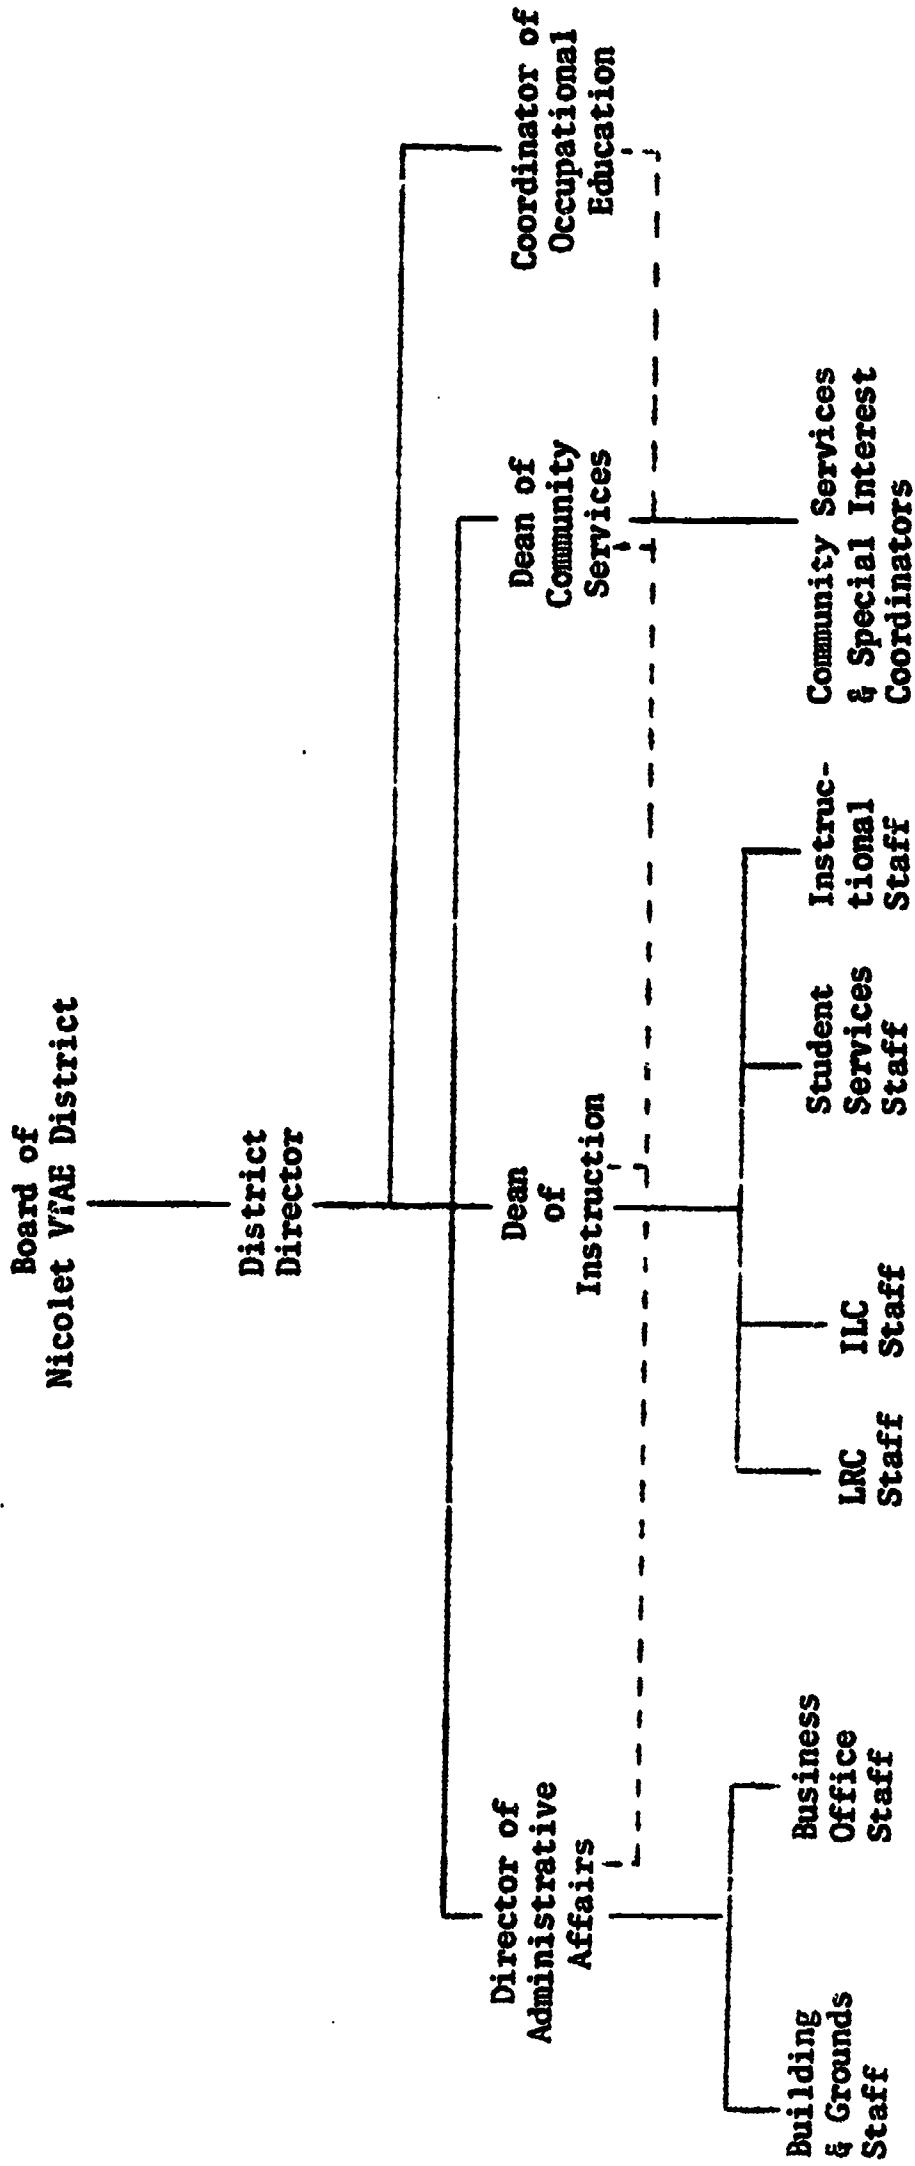 Board of
Nicolet VTAE District
District
Director
Director of
Administrative
Affairs
Dean
of
Instruction
Dean of
Community
Services
Coordinator of
Occupational
Education
Building
& Grounds
Staff
Business
Office
Staff
LRC
Staff
ILC
Staff
Student
Services
Staff
Instruc-
tional
Staff
Community Services
& Special Interest
Coordinators